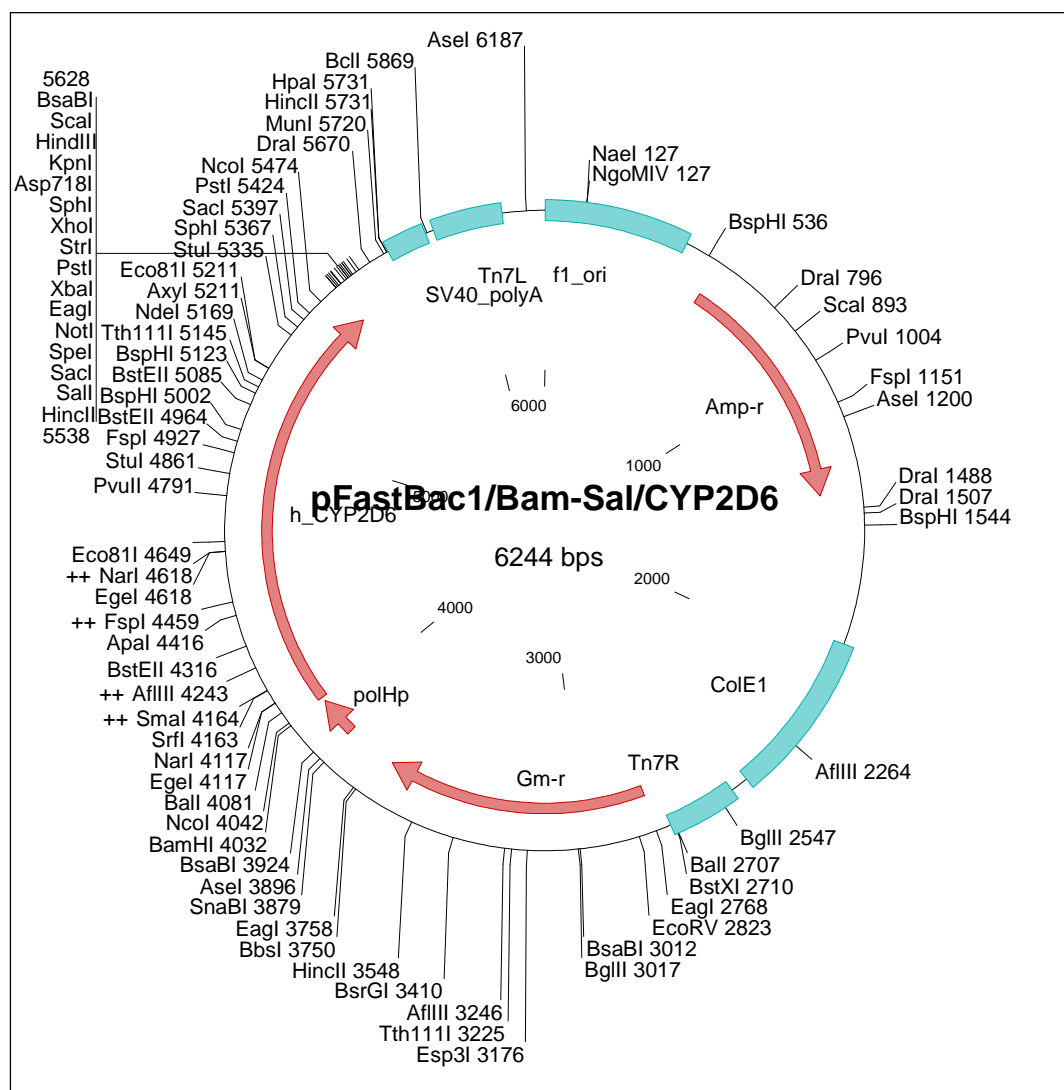 AseI 6187
BclI 5869
HpaI 5731
HincII 5731
MunI 5720
DraI 5670
NcoI 5474
PstI 5424
SacI 5397
SphI 5367
StuI 5335
Eco81I 5211
AxyI 5211
NdeI 5169
Tth111I 5145
BspHI 5123
BstEII 5085
BspHI 5002
BstEII 4964
FspI 4927
StuI 4861
PvuII 4791
5628
BsaBI
ScaI
HindIII
KpnI
Asp718I
SphI
XhoI
StrI
PstI
XbaI
EagI
NotI
SpeI
SacI
SalI
HincII
5538
NaeI 127
NgoMIV 127
BspHI 536
DraI 796
ScaI 893
PvuI 1004
FspI 1151
AseI 1200
DraI 1488
DraI 1507
BspHI 1544
Tn7L
f1_ori
SV40_polyA
Amp-r
6000
1000
5000
pFastBac1/Bam-Sal/CYP2D6
h_CYP2D6
6244 bps
2000
4000
3000
Eco81I 4649
++ NarI 4618
EgeI 4618
++ FspI 4459
ApaI 4416
BstEII 4316
++ AflIII 4243
++ SmaI 4164
SrfI 4163
NarI 4117
EgeI 4117
BalI 4081
NcoI 4042
BamHI 4032
BsaBI 3924
AseI 3896
SnaBI 3879
EagI 3758
BbsI 3750
HincII 3548
BsrGI 3410
AflIII 3246
Tth111I 3225
Esp3I 3176
polHp
Gm-r
Tn7R
ColE1
AflIII 2264
BglII 2547
BalI 2707
BstXI 2710
EagI 2768
EcoRV 2823
BsaBI 3012
BglII 3017